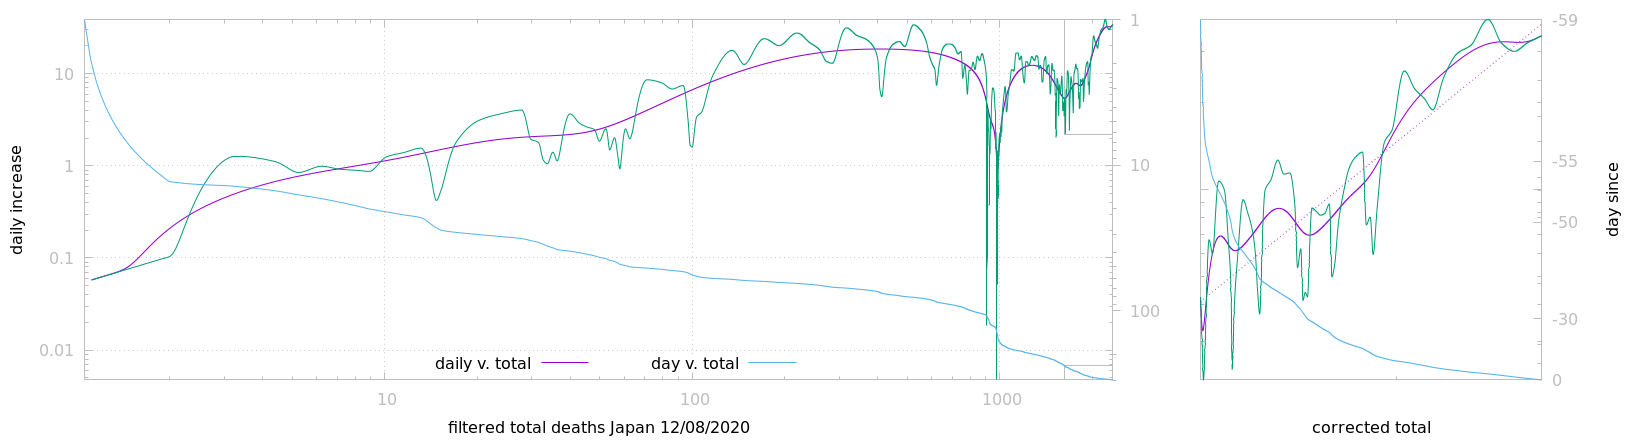 daily increase
10
1
0.1
0.01
daily v. total
day v. total
10
100
1000
filtered total deaths Japan 12/08/2020
1
10
100
-59
-55
-50
-30
0
day since
corrected total